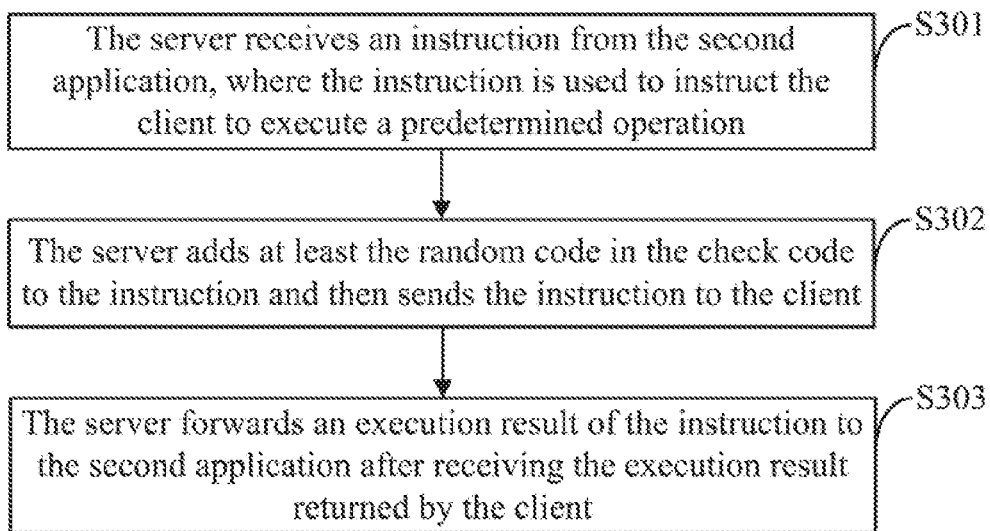 The server receives an instruction from the second
application, where the instruction is used to instruct the
client to execute a predetermined operation
S301
The server adds at least the random code in the check code
to the instruction and then sends the instruction to the client
S302
The server forwards an execution result of the instruction to
the second application after receiving the execution result
returned by the client
S303